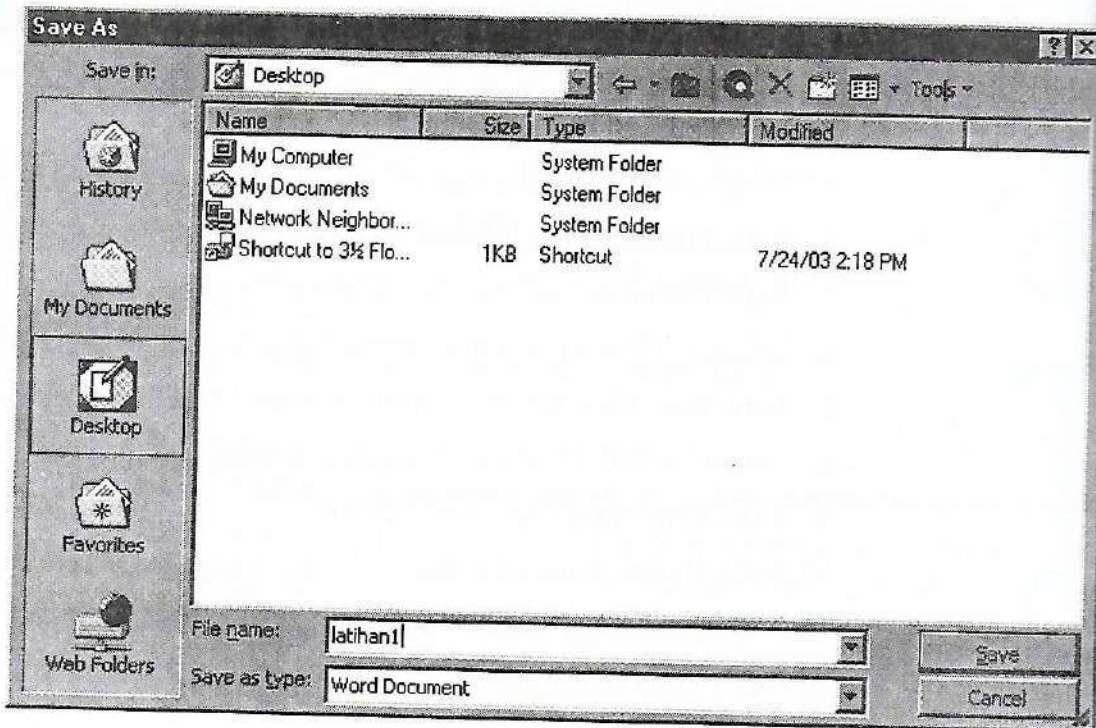 Save As
Save in: Desktop Tools
Name Size Type Modified
My Computer System Folder
My Documents System Folder
Network Neighbor... System Folder
Shortcut to 3½ Flo... 1KB Shortcut 7/24/03 2:18 PM
History
My Documents
Desktop
Favorites
Web Folders
File name: latihan1
Save
Save as type: Word Document
Cancel